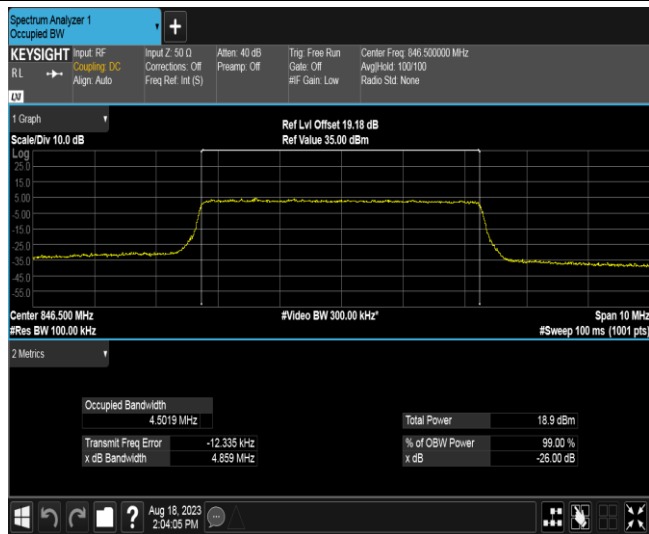 Spectrum Analyzer 1
Occupied BW
+
KEYSIGHT Input: RF Input Z: 50 Ω Atten: 40 dB Trig: Free Run Center Freq: 846.500000 MHz
RL Coupling: DC Corrections: Off Preamp: Off Gate: Off Avg|Hold: 100/100
Align: Auto Freq Ref: Int (S) #IF Gain: Low Radio Std: None
LXI
1 Graph
Ref Lvl Offset 19.18 dB
Scale/Div 10.0 dB Ref Value 35.00 dBm
Log
25.0
15.0
5.00
-5.00
-15.0
-25.0
-35.0
-45.0
-55.0
Center 846.500 MHz #Video BW 300.00 kHz* Span 10 MHz
#Res BW 100.00 kHz #Sweep 100 ms (1001 pts)
2 Metrics
Occupied Bandwidth
4.5019 MHz Total Power 18.9 dBm
Transmit Freq Error -12.335 kHz % of OBW Power 99.00 %
x dB Bandwidth 4.859 MHz x dB -26.00 dB
? Aug 18, 2023
2:04:05 PM